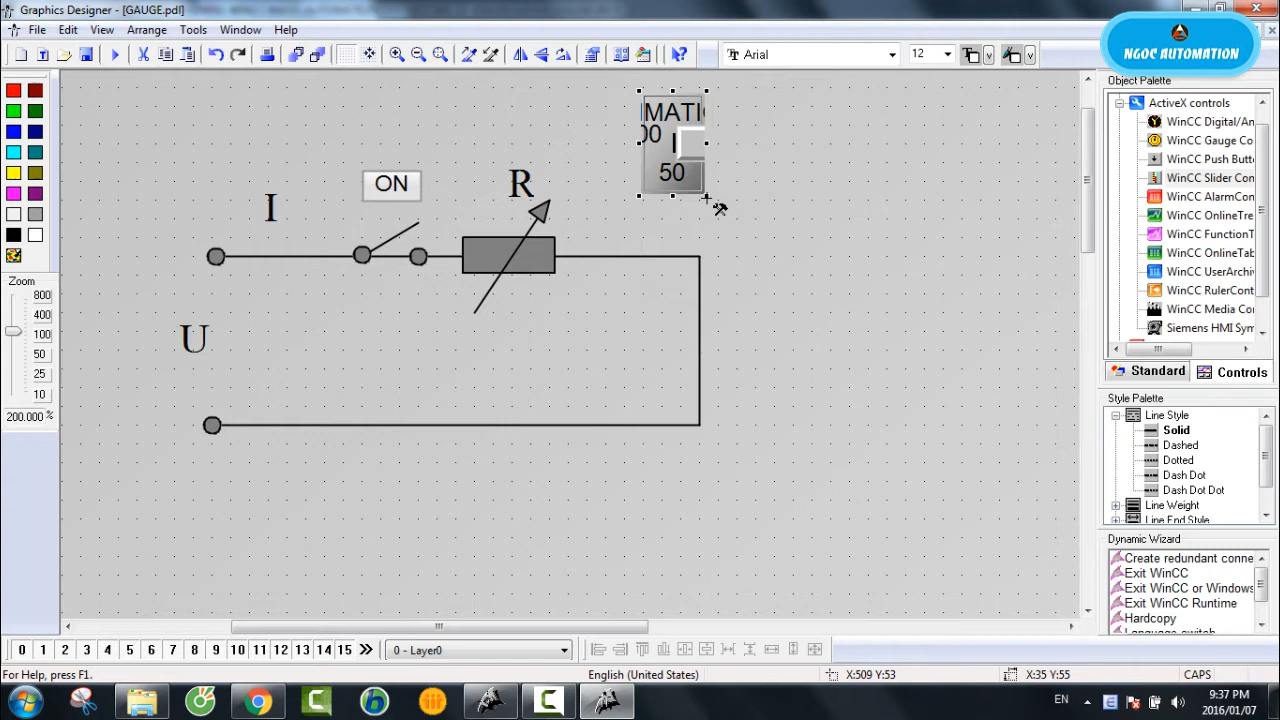 Graphics Designer - [GAUGE.pdl]
File Edit View Arrange Tools Window Help
Arial
12
NGOC AUTOMATION
Object Palette
ActiveX controls
WinCC Digital/An
WinCC Gauge Co
WinCC Push Butt
WinCC Slider Con
WinCC AlarmCon
WinCC OnlineTre
WinCC FunctionT
WinCC OnlineTab
WinCC UserArchi
WinCC RulerCont
WinCC Media Co
Siemens HMI Sym
Standard
Controls
Style Palette
Line Style
Solid
Dashed
Dotted
Dash Dot
Dash Dot Dot
Line Weight
Line End Style
Dynamic Wizard
Create redundant conne
Exit WinCC
Exit WinCC or Windows
Exit WinCC Runtime
Hardcopy
Language switch
Zoom
800
400
100
50
25
10
200.000 %
MATI
00
50
ON
I
R
U
0 1 2 3 4 5 6 7 8 9 10 11 12 13 14 15
0 - Layer0
For Help, press F1.
English (United States)
X:509 Y:53
X:35 Y:55
CAPS
EN
9:37 PM
2016/01/07